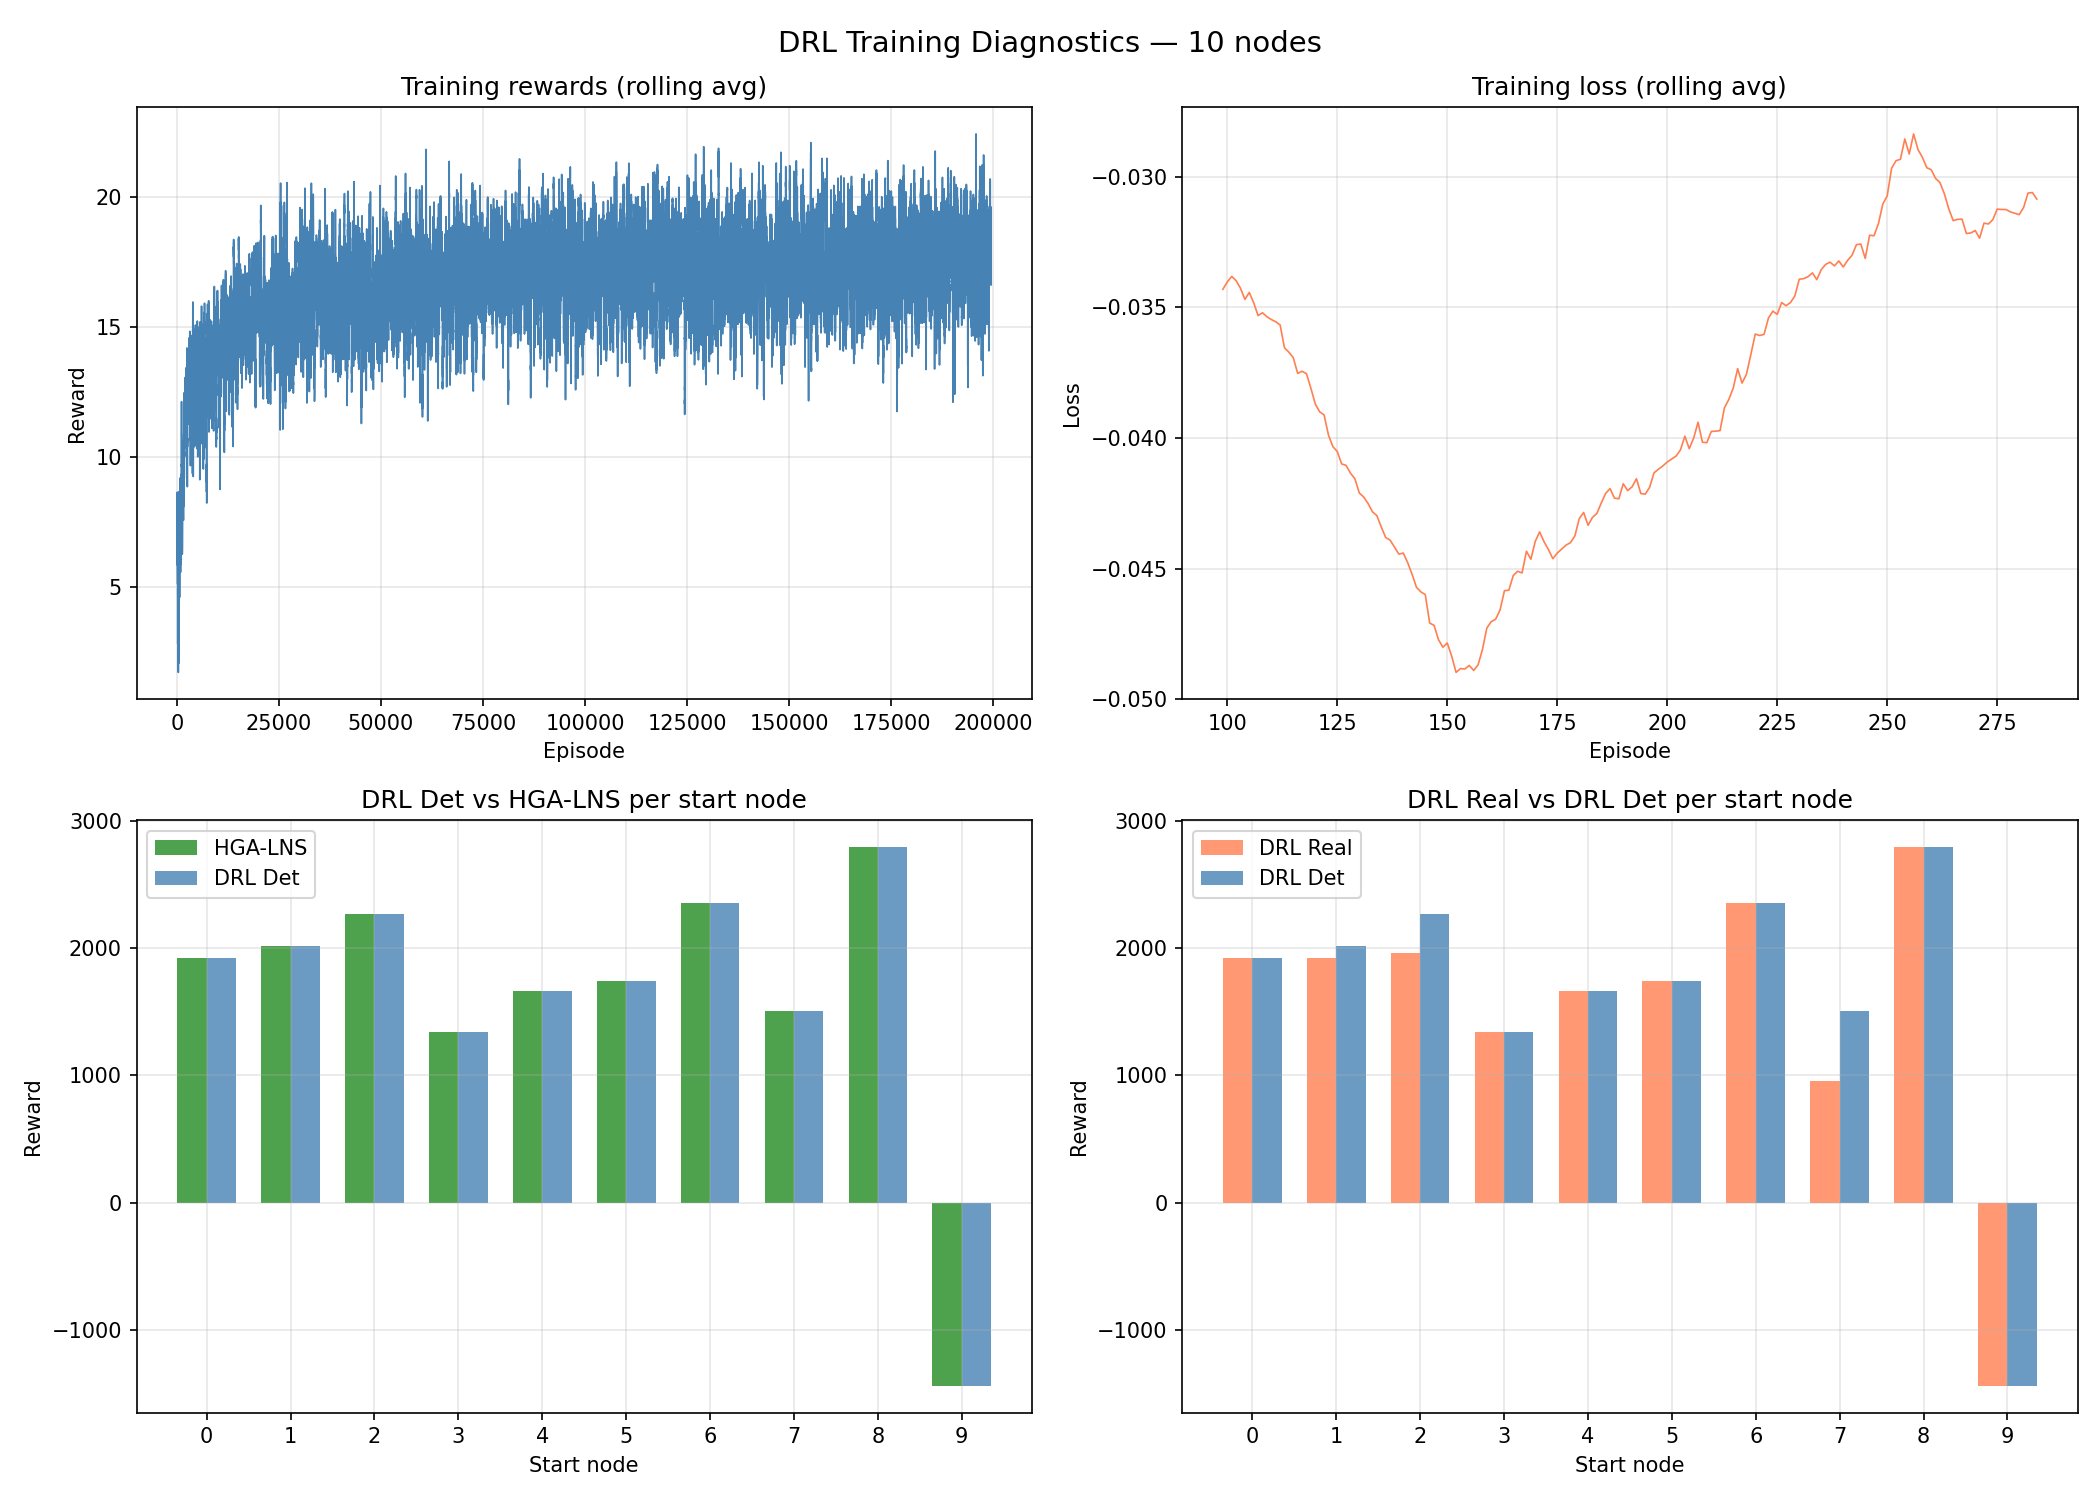 DRL Training Diagnostics — 10 nodes
Training rewards (rolling avg)
Reward
20
15
10
5
0 25000 50000 75000 100000 125000 150000 175000 200000
Episode
Training loss (rolling avg)
Loss
−0.030
−0.035
−0.040
−0.045
−0.050
100 125 150 175 200 225 250 275
Episode
DRL Det vs HGA-LNS per start node
HGA-LNS
DRL Det
Reward
3000
2000
1000
0
−1000
0 1 2 3 4 5 6 7 8 9
Start node
DRL Real vs DRL Det per start node
DRL Real
DRL Det
Reward
3000
2000
1000
0
−1000
0 1 2 3 4 5 6 7 8 9
Start node